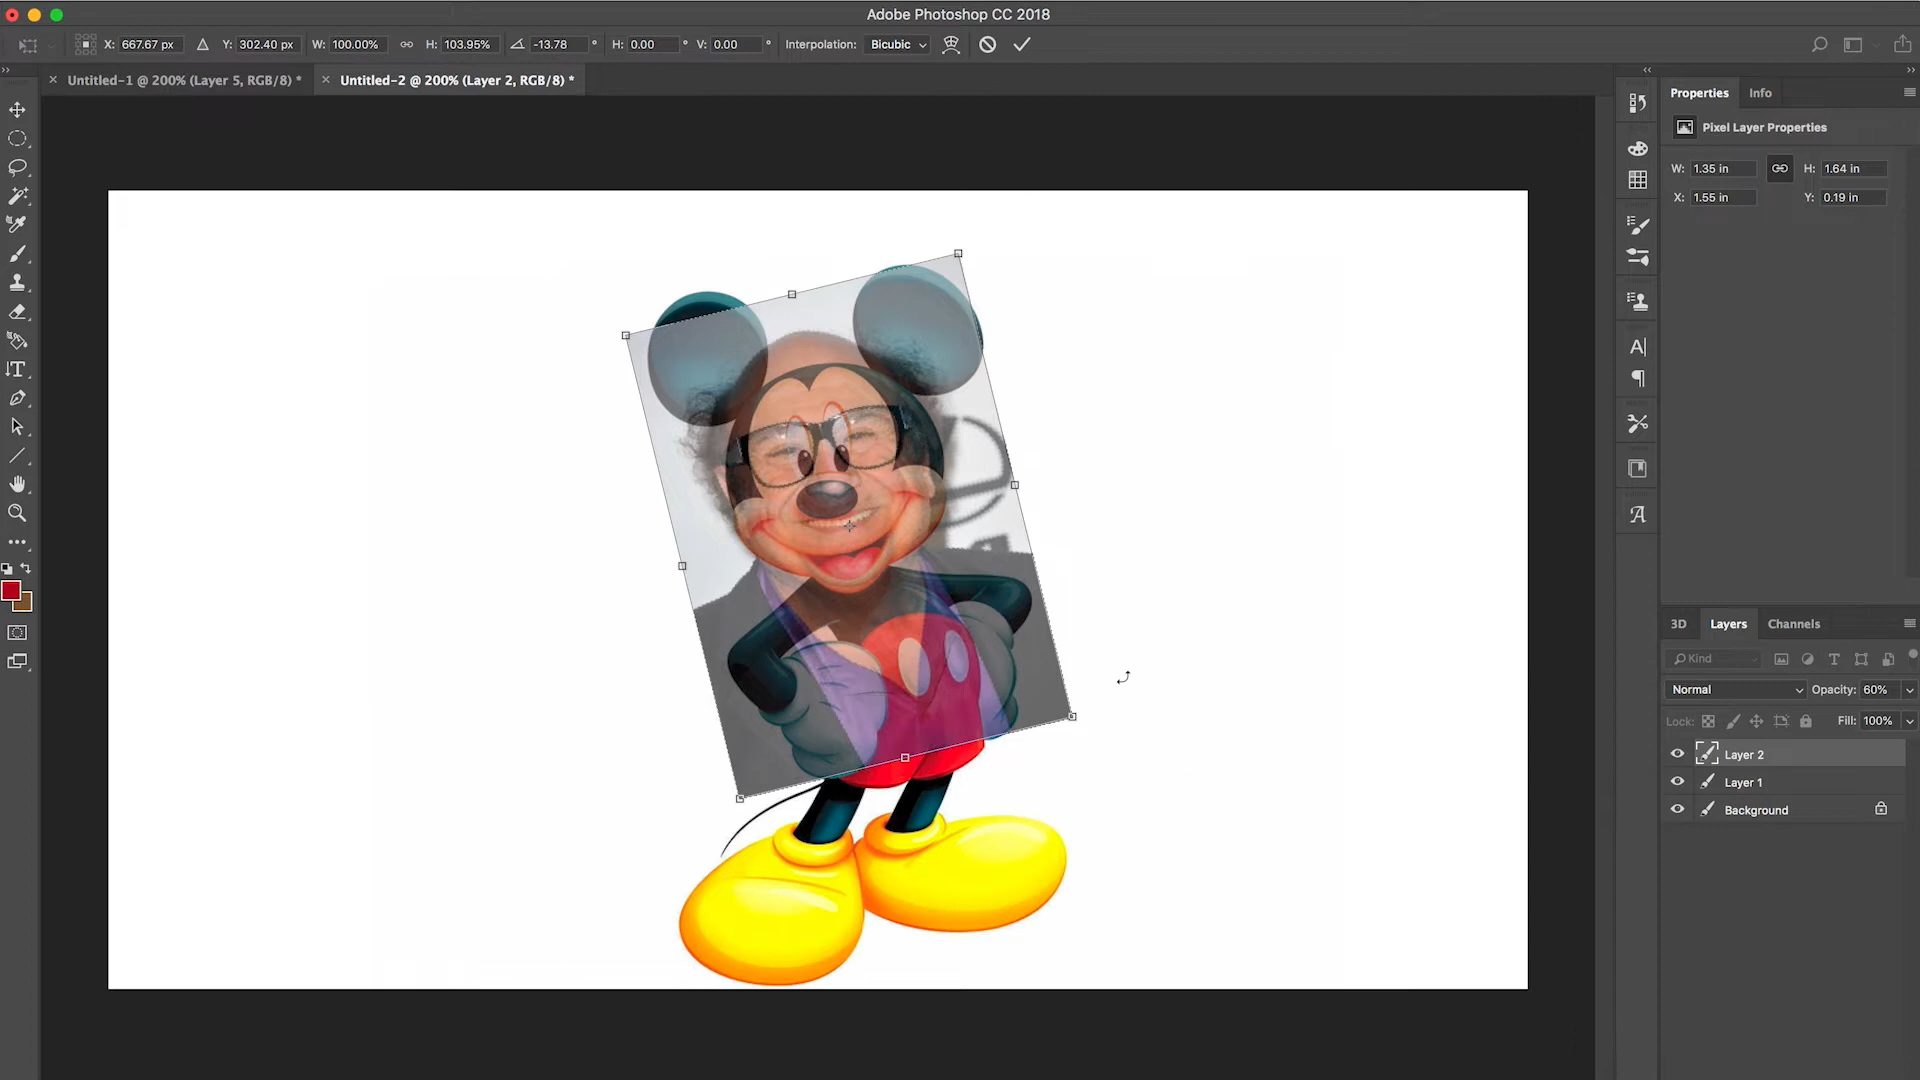 Adobe Photoshop CC 2018
X: 667.67 px Y: 302.40 px W: 100.00% H: 103.95% -13.78 ° H: 0.00 ° V: 0.00 ° Interpolation: Bicubic
Untitled-1 @ 200% (Layer 5, RGB/8) * Untitled-2 @ 200% (Layer 2, RGB/8) *
Properties Info
Pixel Layer Properties
W: 1.35 in H: 1.64 in
X: 1.55 in Y: 0.19 in
3D Layers Channels
Kind
Normal Opacity: 60%
Lock: Fill: 100%
Layer 2
Layer 1
Background